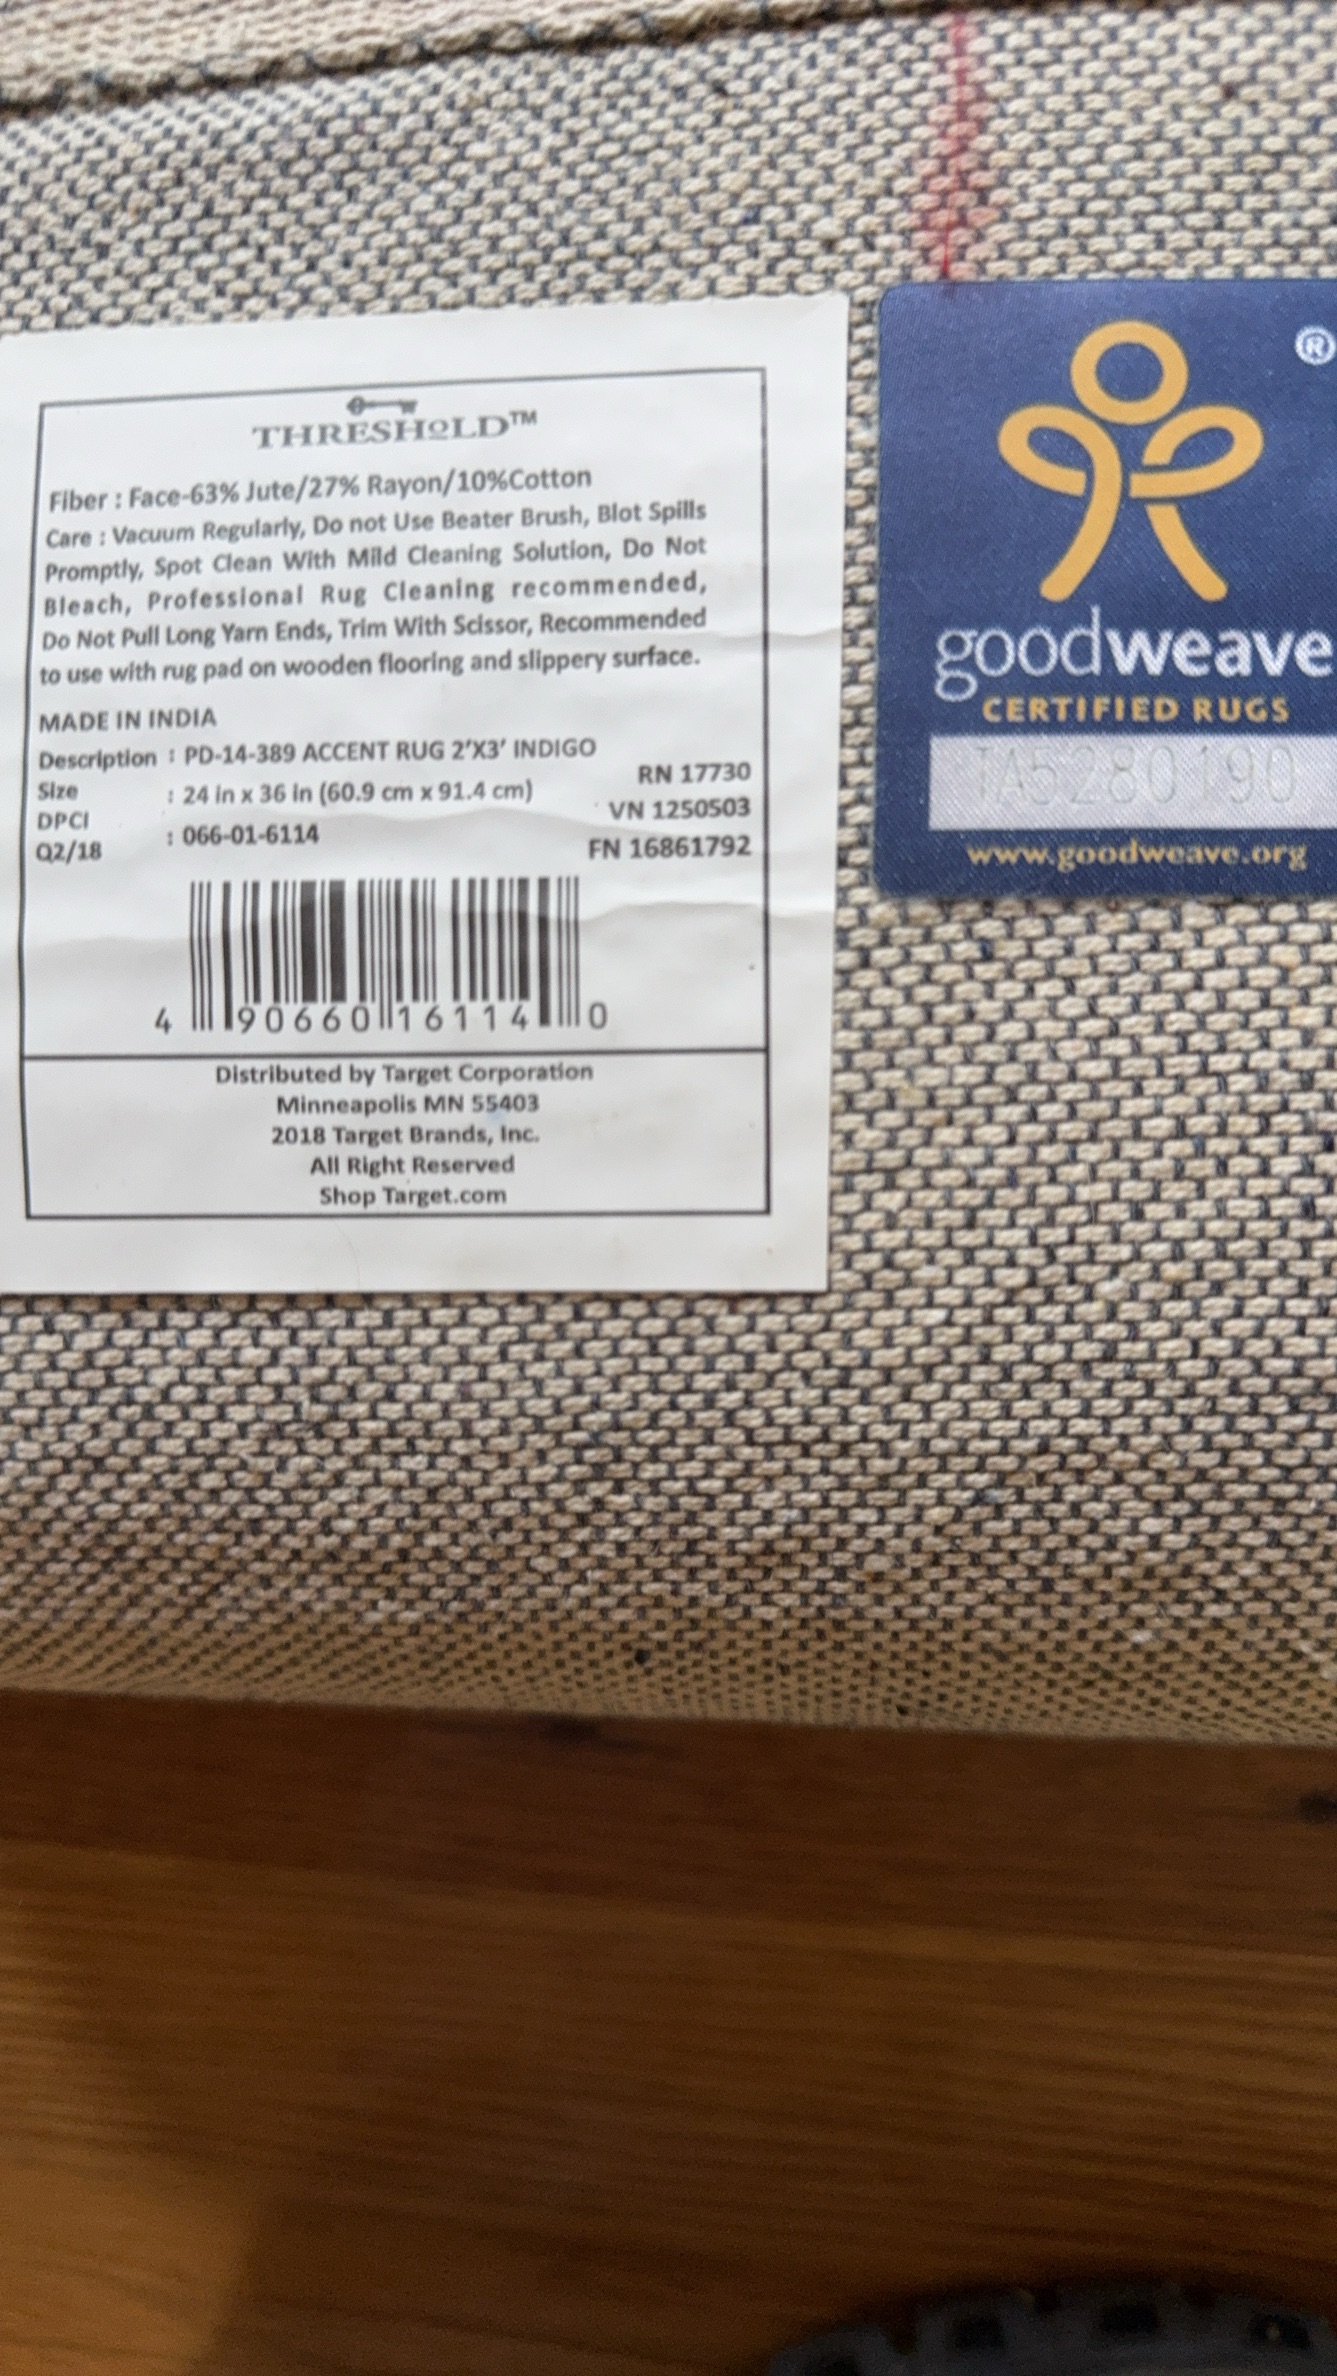 THRESHOLD™
Fiber : Face-63% Jute/27% Rayon/10%Cotton
Care : Vacuum Regularly, Do not Use Beater Brush, Blot Spills
Promptly, Spot Clean With Mild Cleaning Solution, Do Not
Bleach, Professional Rug Cleaning recommended,
Do Not Pull Long Yarn Ends, Trim With Scissor, Recommended
to use with rug pad on wooden flooring and slippery surface.
MADE IN INDIA
Description : PD-14-389 ACCENT RUG 2'X3' INDIGO
Size : 24 in x 36 in (60.9 cm x 91.4 cm)
DPCI : 066-01-6114
Q2/18
RN 17730
VN 1250503
FN 16861792
4 90660 16114 0
Distributed by Target Corporation
Minneapolis MN 55403
2018 Target Brands, Inc.
All Right Reserved
Shop Target.com
®
goodweave
CERTIFIED RUGS
IA5280190
www.goodweave.org